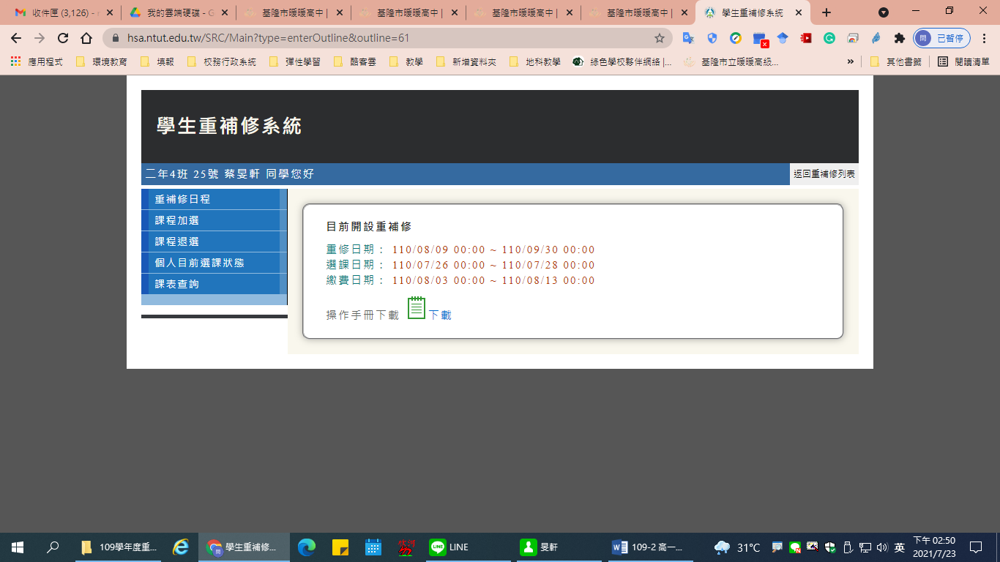 收件匣 (3,126) -
我的雲端硬碟 - G
基隆市暖暖高中 |
基隆市暖暖高中 |
基隆市暖暖高中 |
基隆市暖暖高中 |
學生重補修系統
hsa.ntut.edu.tw/SRC/Main?type=enterOutline&outline=61
問 已暫停
應用程式
環境教育
填報
校務行政系統
彈性學習
酷客雲
教學
新增資料夾
地科教學
綠色學校夥伴網絡 |...
基隆市立暖暖高級...
»
其他書籤
閱讀清單
學生重補修系統
二年4班 25號 蔡旻軒 同學您好
返回重補修列表
重補修日程
課程加選
課程退選
個人目前選課狀態
課表查詢
目前開設重補修
重修日期： 110/08/09 00:00 ~ 110/09/30 00:00
選課日期： 110/07/26 00:00 ~ 110/07/28 00:00
繳費日期： 110/08/03 00:00 ~ 110/08/13 00:00
操作手冊下載 下載
109學年度重...
學生重補修...
LINE
旻軒
109-2 高一...
31°C
英
下午 02:50
2021/7/23